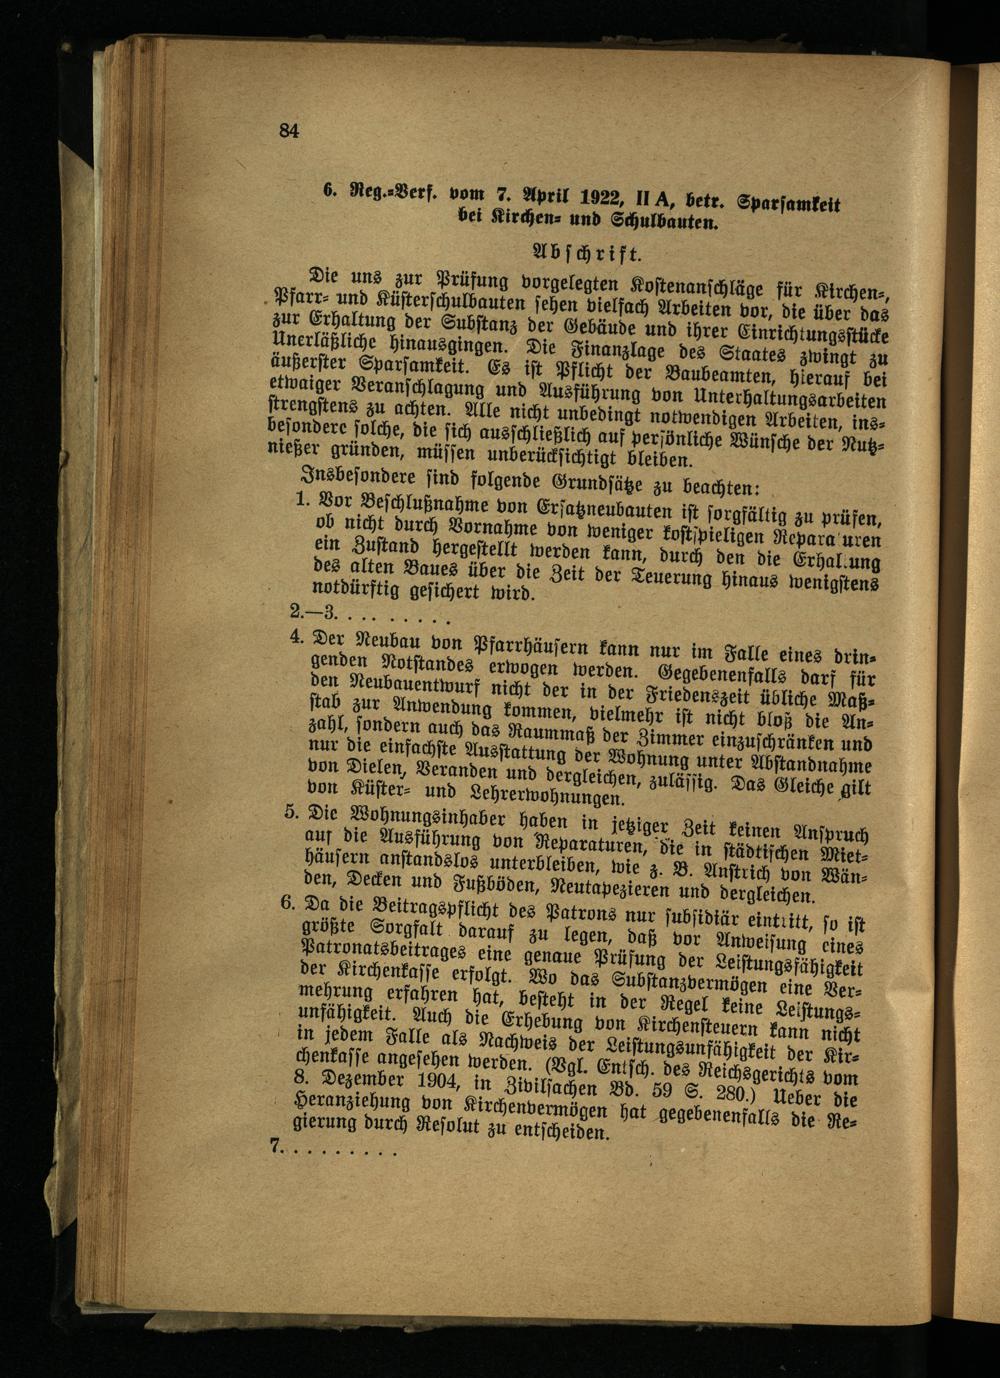 84
6. Reg.=Verf. vom 7. April 1922, II A, betr. Sparsamkeit
bei Kirchen= und Schulbauten.
Abschrift.
Die uns zur Prüfung vorgelegten Kostenanschläge für Kirchen=,
Pfarr= und Küsterschulbauten sehen vielfach Arbeiten vor, die über das
zur Erhaltung der Substanz der Gebäude und ihrer Einrichtungsstücke
Unerläßliche hinausgingen. Die Finanzlage des Staates zwingt zu
äußerster Sparsamkeit. Es ist Pflicht der Baubeamten, hierauf bei
etwaiger Veranschlagung und Ausführung von Unterhaltungsarbeiten
strengstens zu achten. Alle nicht unbedingt notwendigen Arbeiten, ins=
besondere solche, die sich ausschließlich auf persönliche Wünsche der Nutz=
nießer gründen, müssen unberücksichtigt bleiben.
Insbesondere sind folgende Grundsätze zu beachten:
1. Vor Beschlußnahme von Ersatzneubauten ist sorgfältig zu prüfen,
ob nicht durch Vornahme von weniger kostspieligen Repara uren
ein Zustand hergestellt werden kann, durch den die Erhaltung
des alten Baues über die Zeit der Teuerung hinaus wenigstens
notdürftig gesichert wird.
2.—3. . . . . . . . . .
4. Der Neubau von Pfarrhäusern kann nur im Falle eines drin=
genden Notstandes erwogen werden. Gegebenenfalls darf für
den Neubauentwurf nicht der in der Friedenszeit übliche Maß=
stab zur Anwendung kommen, vielmehr ist nicht bloß die An=
zahl, sondern auch das Raummaß der Zimmer einzuschränken und
nur die einfachste Ausstattung der Wohnung unter Abstandnahme
von Dielen, Veranden und dergleichen, zulässig. Das Gleiche gilt
von Küster= und Lehrerwohnungen.
5. Die Wohnungsinhaber haben in jetziger Zeit keinen Anspruch
auf die Ausführung von Reparaturen, die in städtischen Miet=
häusern anstandslos unterbleiben, wie z. B. Anstrich von Wän=
den, Decken und Fußböden, Neutapezieren und dergleichen.
6. Da die Beitragspflicht des Patrons nur subsidiär eintritt, so ist
größte Sorgfalt darauf zu legen, daß vor Anweisung eines
Patronatsbeitrages eine genaue Prüfung der Leistungsfähigkeit
der Kirchenkasse erfolgt. Wo das Substanzvermögen eine Ver=
mehrung erfahren hat, besteht in der Regel keine Leistungs=
unfähigkeit. Auch die Erhebung von Kirchensteuern kann nicht
in jedem Falle als Nachweis der Leistungsunfähigkeit der Kir=
chenkasse angesehen werden. (Vgl. Entsch. des Reichsgerichts vom
8. Dezember 1904, in Zivilsachen Bd. 59 S. 280.) Ueber die
Heranziehung von Kirchenvermögen hat gegebenenfalls die Re=
gierung durch Resolut zu entscheiden.
7. . . . . . . . . .